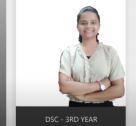 DSC - 3RD YEAR